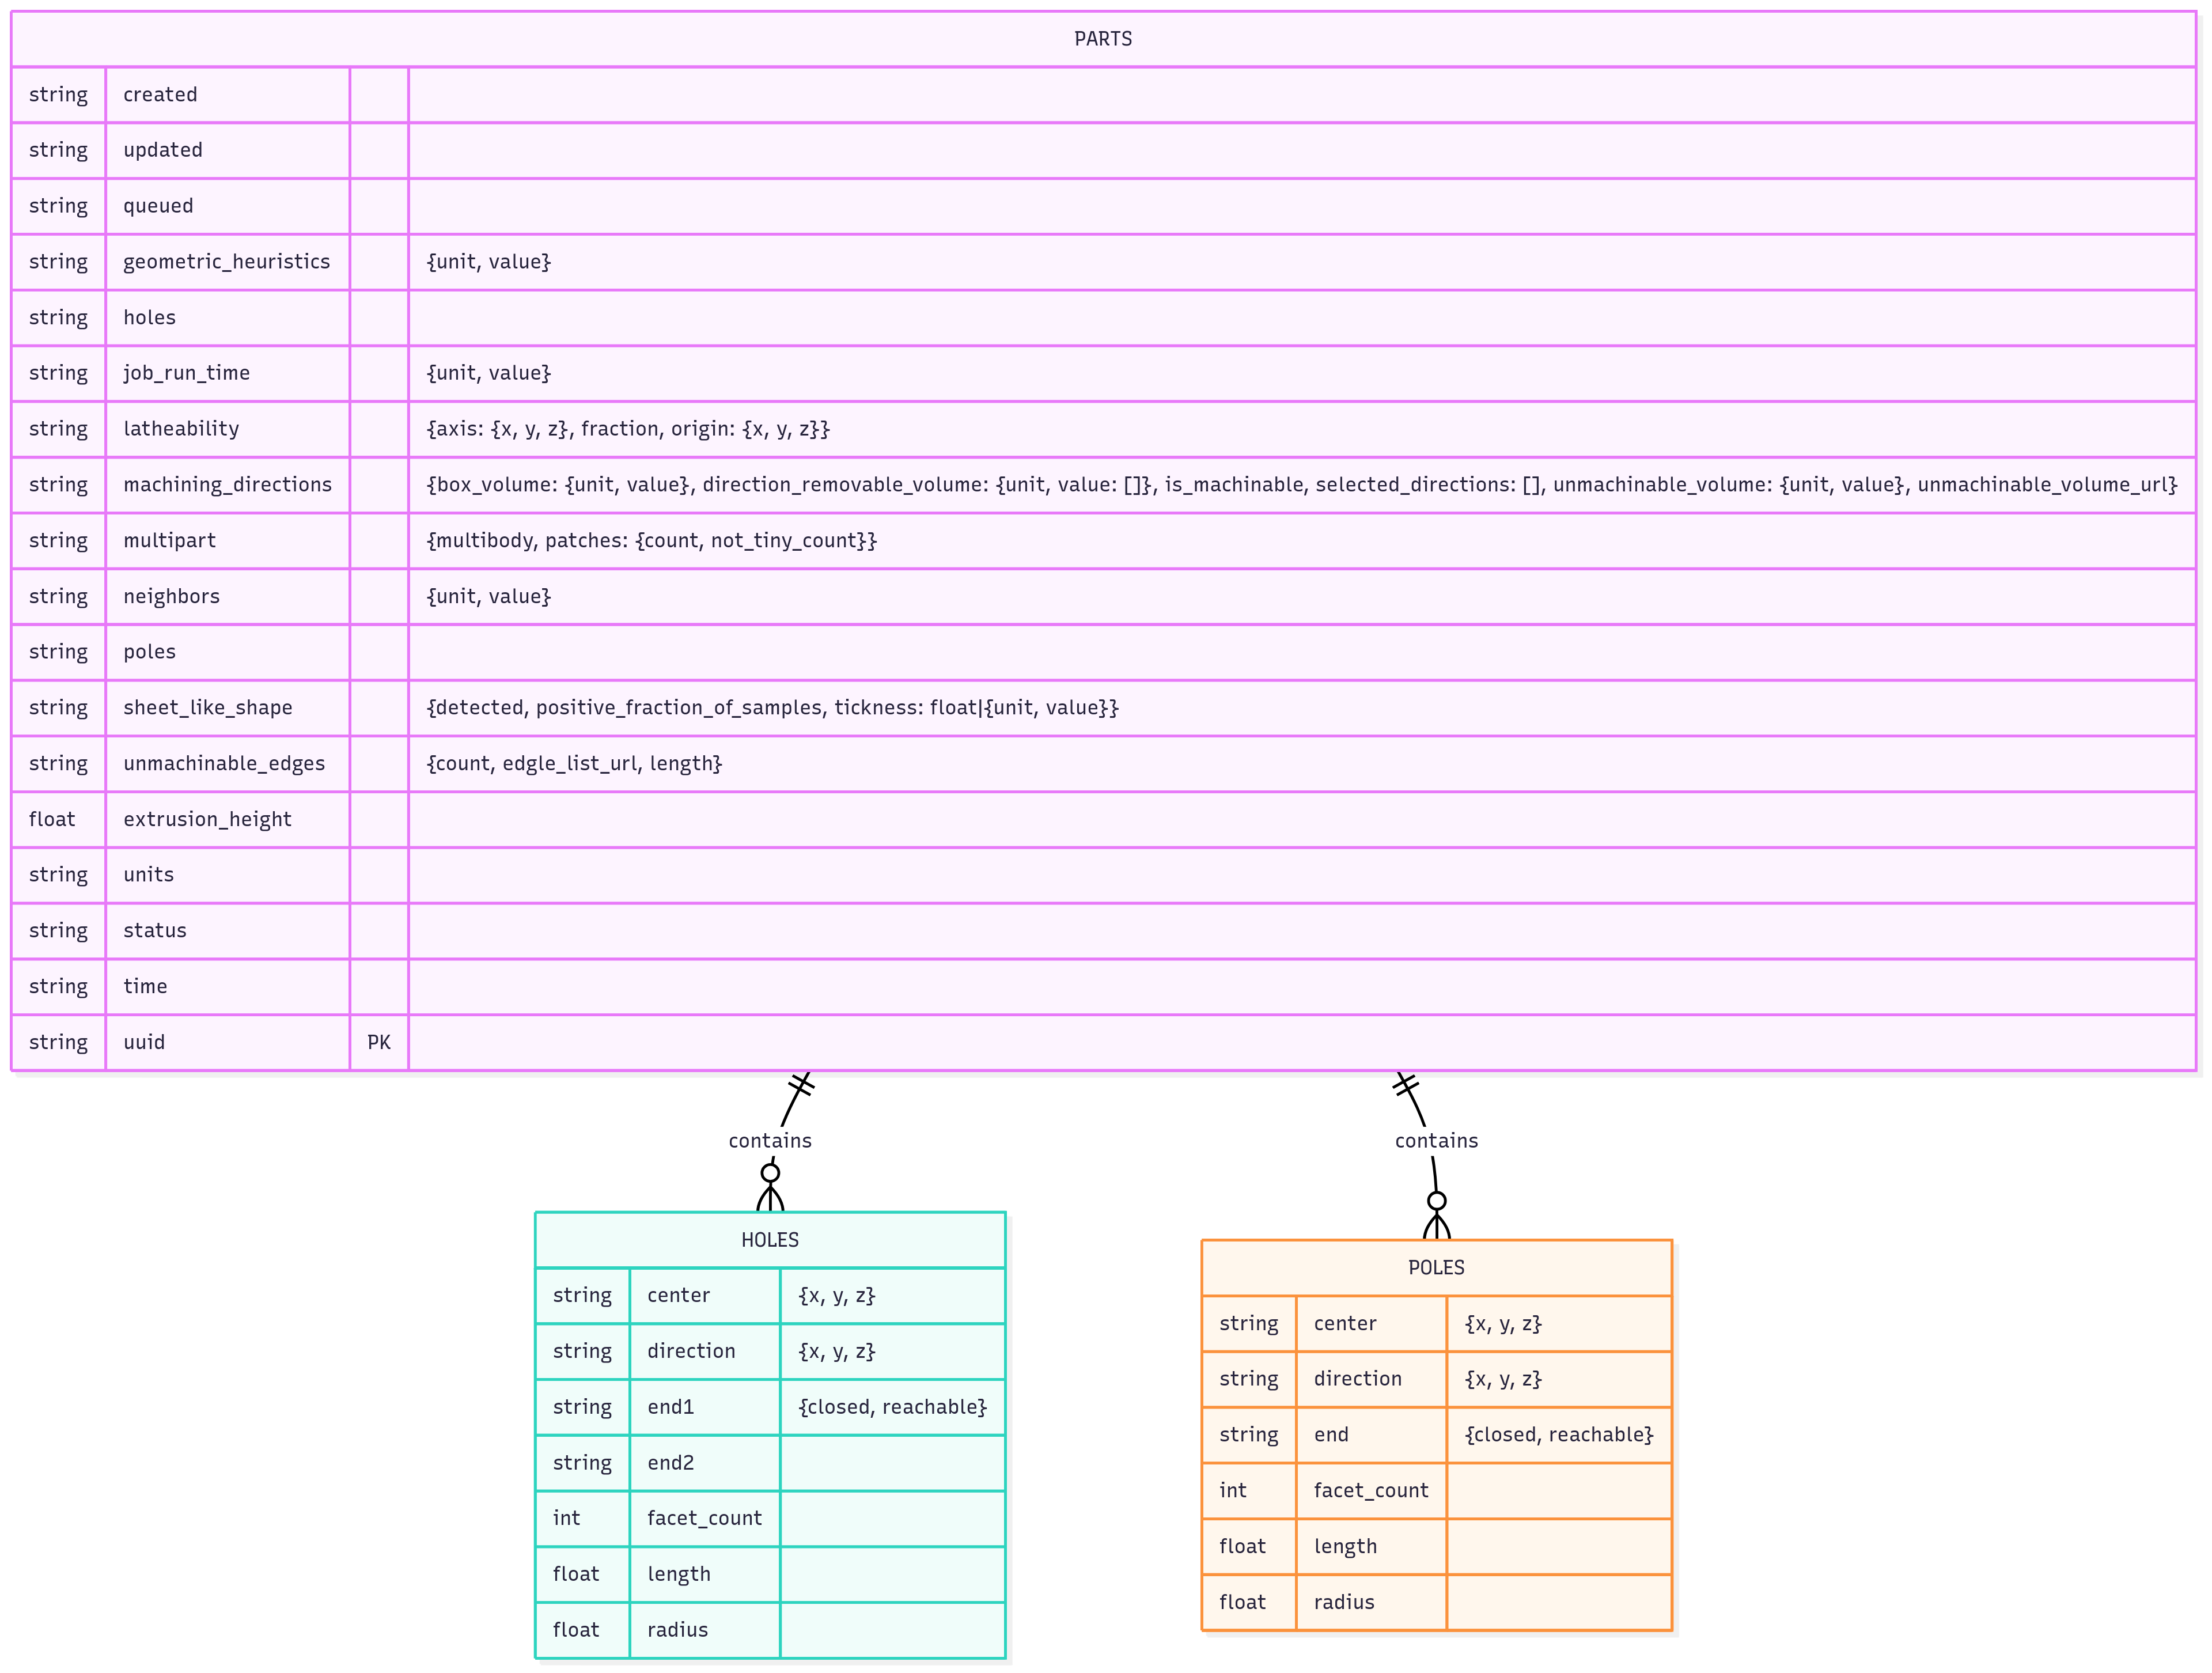 PARTS
string created
string updated
string queued
string geometric_heuristics {unit, value}
string holes
string job_run_time {unit, value}
string latheability {axis: {x, y, z}, fraction, origin: {x, y, z}}
string machining_directions {box_volume: {unit, value}, direction_removable_volume: {unit, value: []}, is_machinable, selected_directions: [], unmachinable_volume: {unit, value}, unmachinable_volume_url}
string multipart {multibody, patches: {count, not_tiny_count}}
string neighbors {unit, value}
string poles
string sheet_like_shape {detected, positive_fraction_of_samples, tickness: float|{unit, value}}
string unmachinable_edges {count, edgle_list_url, length}
float extrusion_height
string units
string status
string time
string uuid PK
contains
contains
HOLES
string center {x, y, z}
string direction {x, y, z}
string end1 {closed, reachable}
string end2
int facet_count
float length
float radius
POLES
string center {x, y, z}
string direction {x, y, z}
string end {closed, reachable}
int facet_count
float length
float radius